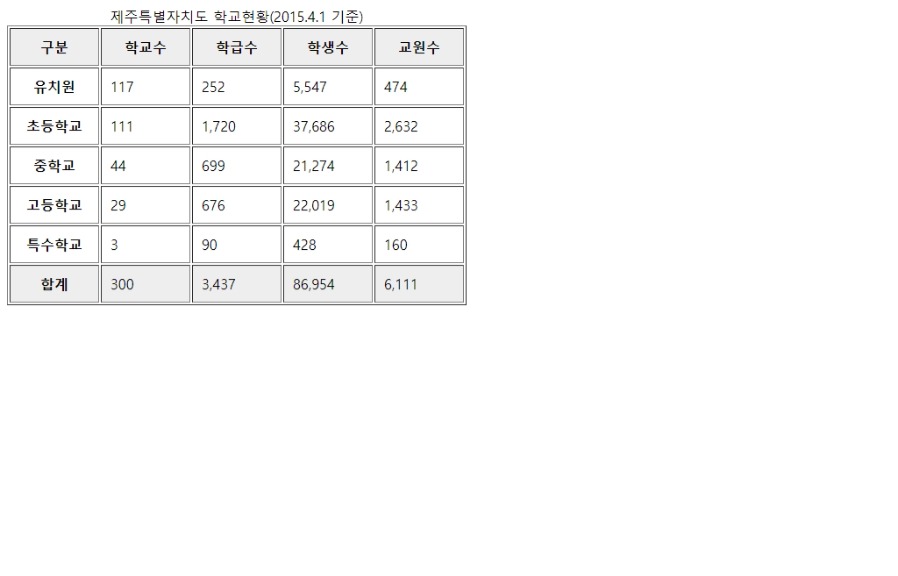 제주특별자치도 학교현황(2015.4.1 기준)
구분 학교수 학급수 학생수 교원수
유치원 117 252 5,547 474
초등학교 111 1,720 37,686 2,632
중학교 44 699 21,274 1,412
고등학교 29 676 22,019 1,433
특수학교 3 90 428 160
합계 300 3,437 86,954 6,111